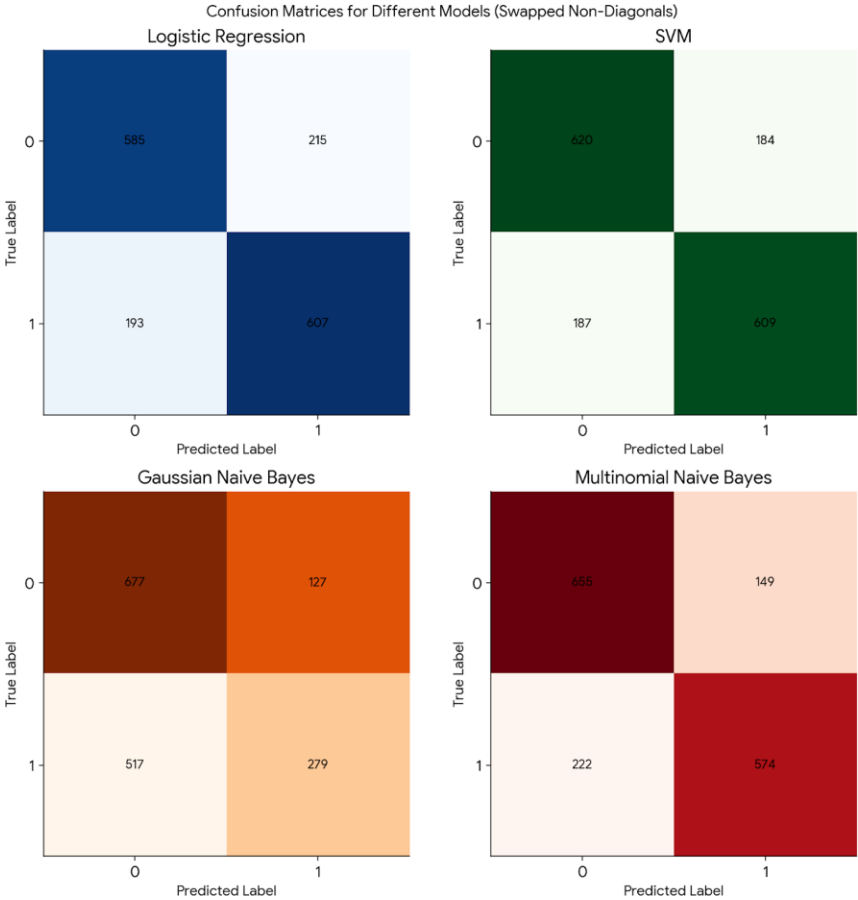 Confusion Matrices for Different Models (Swapped Non-Diagonals)
Logistic Regression
0
585
215
True Label
1
193
607
0
1
Predicted Label
SVM
0
620
184
True Label
1
187
609
0
1
Predicted Label
Gaussian Naive Bayes
0
677
127
True Label
1
517
279
0
1
Predicted Label
Multinomial Naive Bayes
0
655
149
True Label
1
222
574
0
1
Predicted Label